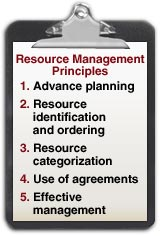 Resource Management
Principles
1. Advance planning
2. Resource
identification
and ordering
3. Resource
categorization
4. Use of agreements
5. Effective
management